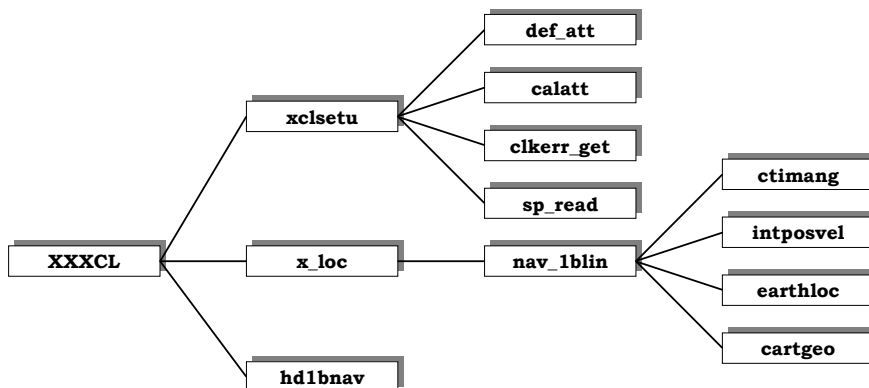 def_att
calatt
xclsetu
clkerr_get
ctimang
sp_read
intposvel
XXXCL
x_loc
nav_1blin
earthloc
cartgeo
hd1bnav